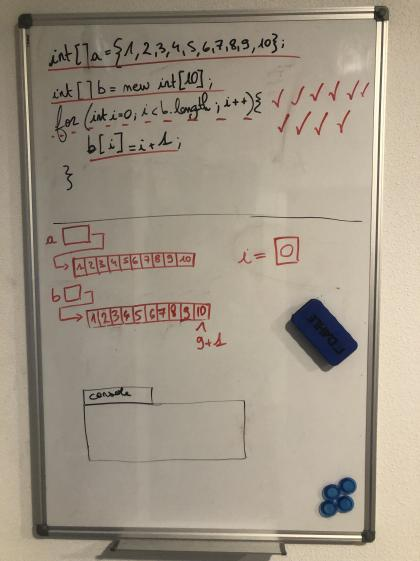 int[] a = {1,2,3,4,5,6,7,8,9,10};
int[] b = new int[10];
for (int i=0; i<b.length; i++){
b[i] = i+1;
}
a
1 2 3 4 5 6 7 8 9 10
i = 0
b
1 2 3 4 5 6 7 8 9 10
9+1
DAHLE
console